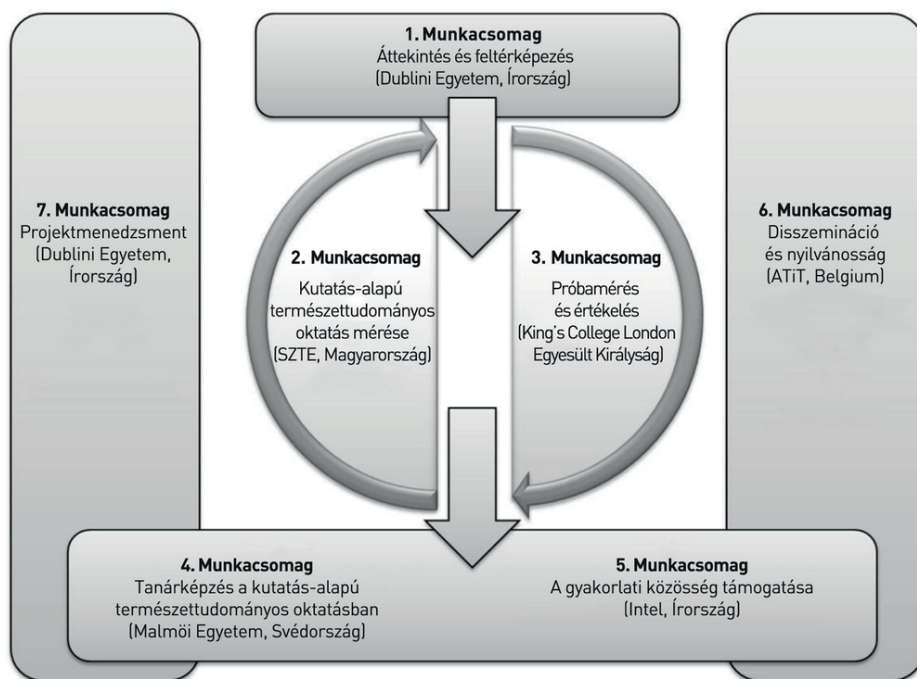 1. Munkacsomag
Áttekintés és feltérképezés
(Dublini Egyetem, Írország)
7. Munkacsomag
Projektmenedzsment
(Dublini Egyetem,
Írország)
2. Munkacsomag
Kutatás-alapú
természettudományos
oktatás mérése
(SZTE, Magyarország)
3. Munkacsomag
Próbamérés
és értékelés
(King's College London
Egyesült Királyság)
6. Munkacsomag
Disszemináció
és nyilvánosság
(ATiT, Belgium)
4. Munkacsomag
Tanárképzés a kutatás-alapú
természettudományos oktatásban
(Malmöi Egyetem, Svédország)
5. Munkacsomag
A gyakorlati közösség támogatása
(Intel, Írország)